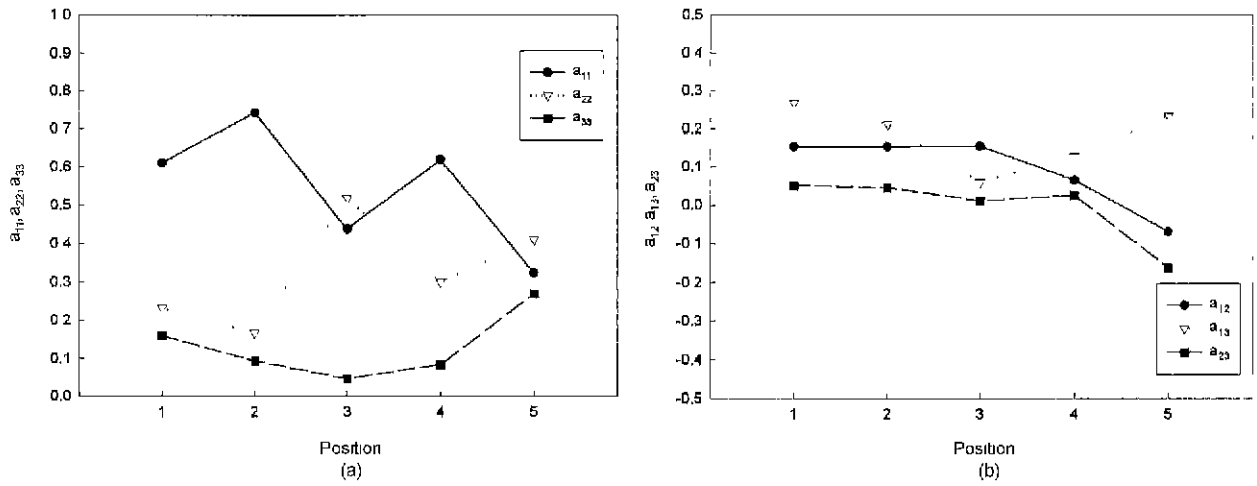 1.0
0.9
0.8
0.7
0.6
0.5
0.4
0.3
0.2
0.1
0.0
a₁₁, a₂₂, a₃₃
a₁₁
a₂₂
a₃₃
1 2 3 4 5
Position
(a)
0.5
0.4
0.3
0.2
0.1
0.0
-0.1
-0.2
-0.3
-0.4
-0.5
a₁₂, a₁₃, a₂₃
a₁₂
a₁₃
a₂₃
1 2 3 4 5
Position
(b)